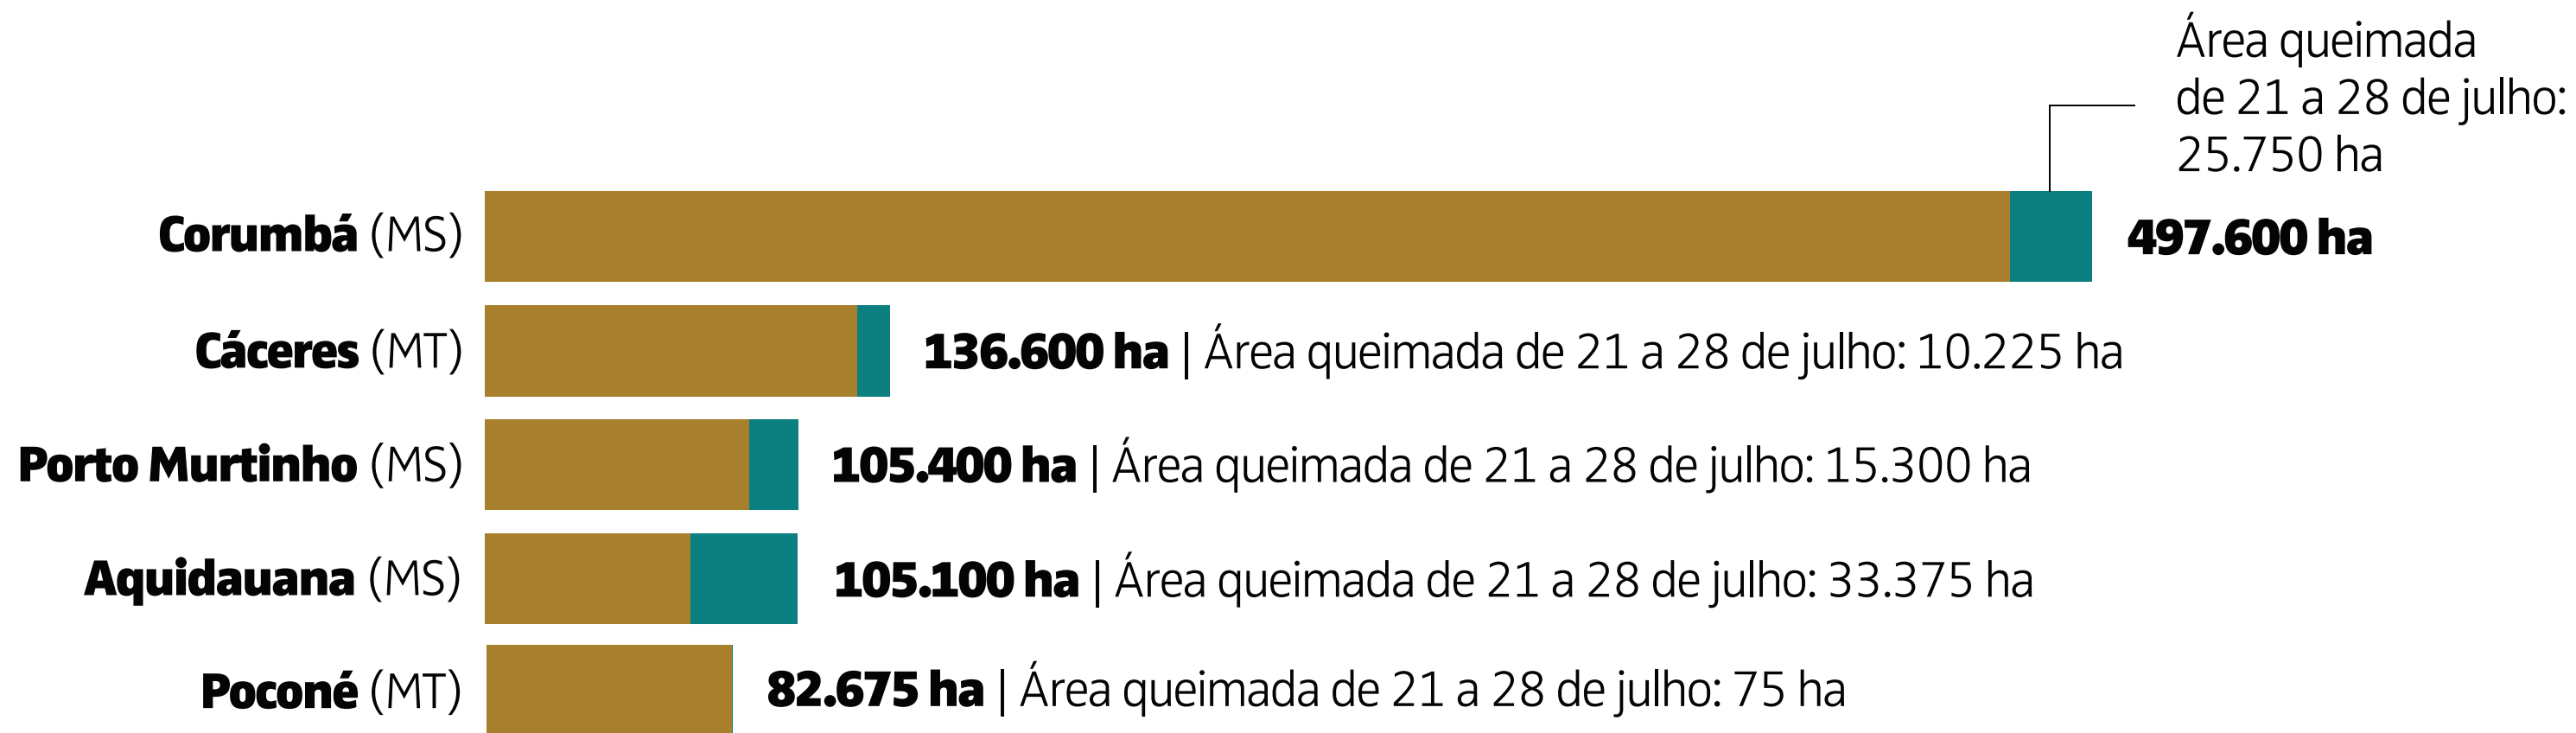 Área queimada
de 21 a 28 de julho:
25.750 ha
Corumbá (MS) 497.600 ha
Cáceres (MT) 136.600 ha | Área queimada de 21 a 28 de julho: 10.225 ha
Porto Murtinho (MS) 105.400 ha | Área queimada de 21 a 28 de julho: 15.300 ha
Aquidauana (MS) 105.100 ha | Área queimada de 21 a 28 de julho: 33.375 ha
Poconé (MT) 82.675 ha | Área queimada de 21 a 28 de julho: 75 ha